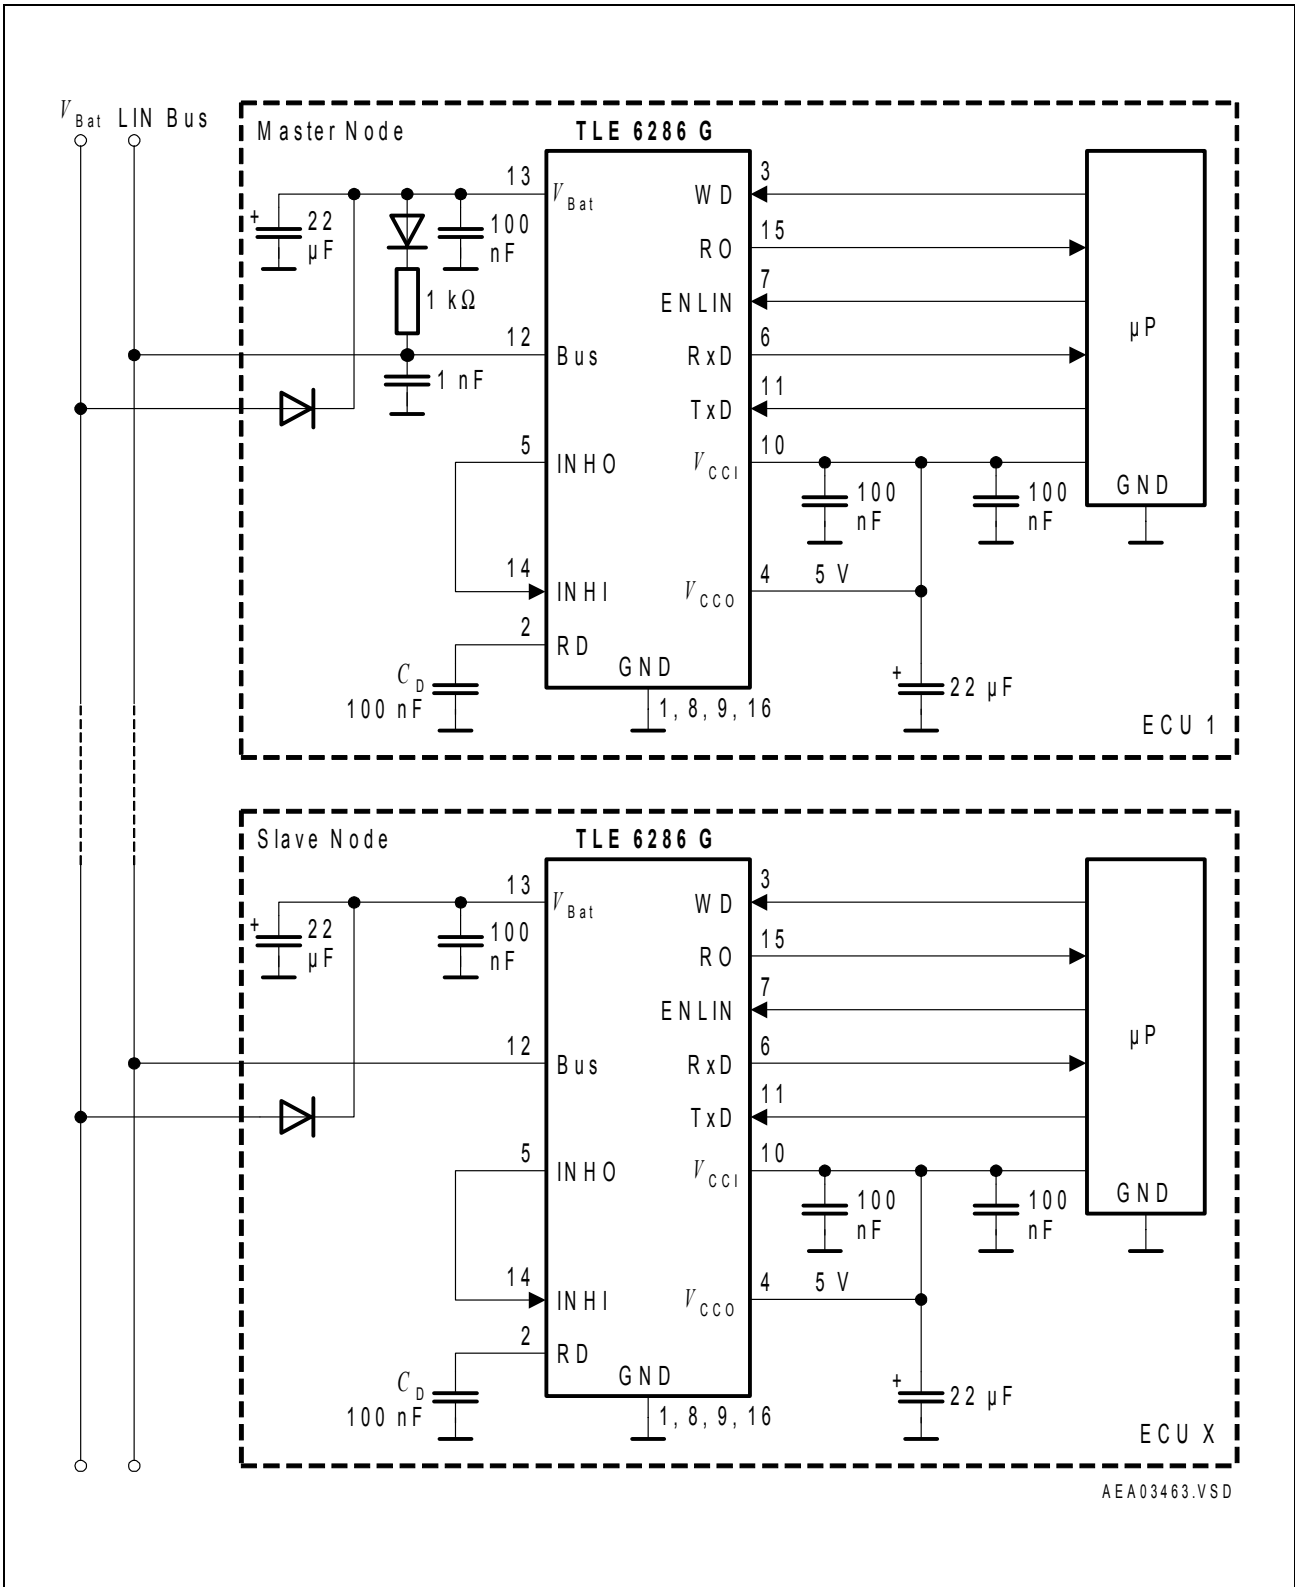 V Bat LIN Bus
Master Node
TLE 6286 G
13
V Bat
3
WD
+
22
µF
100
nF
15
RO
1 kΩ
7
ENLIN
µP
12
Bus
6
RxD
1 nF
11
TxD
5
INHO
10
V CCI
100
nF
100
nF
GND
14
INHI
4
5 V
V CCO
2
RD
C D
100 nF
GND
1, 8, 9, 16
+
22 µF
ECU 1
Slave Node
TLE 6286 G
13
V Bat
3
WD
+
22
µF
100
nF
15
RO
7
ENLIN
µP
12
Bus
6
RxD
11
TxD
5
INHO
10
V CCI
100
nF
100
nF
GND
14
INHI
4
5 V
V CCO
2
RD
C D
100 nF
GND
1, 8, 9, 16
+
22 µF
ECU X
AEA03463.VSD